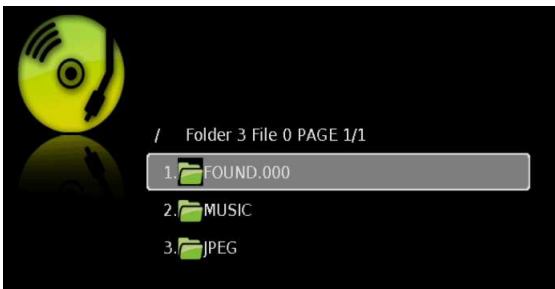 / Folder 3 File 0 PAGE 1/1
1. FOUND.000
2. MUSIC
3. JPEG